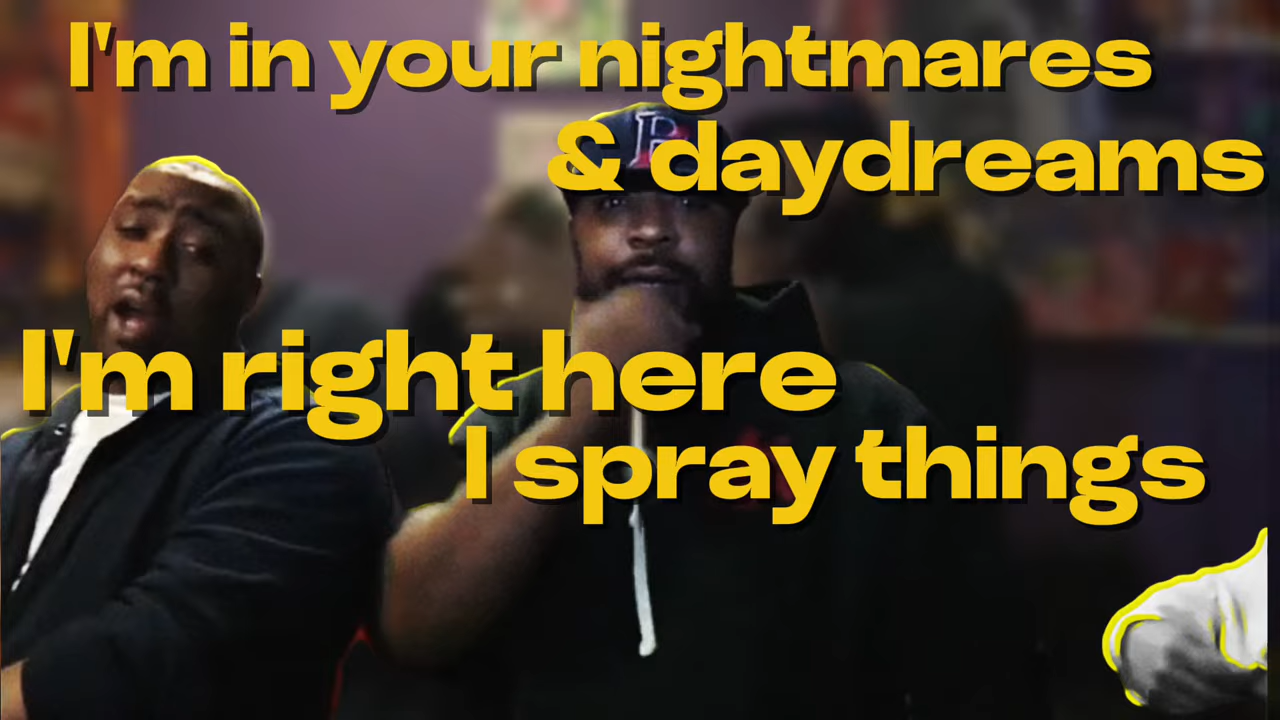 I'm in your nightmares
& daydreams
I'm right here
I spray things